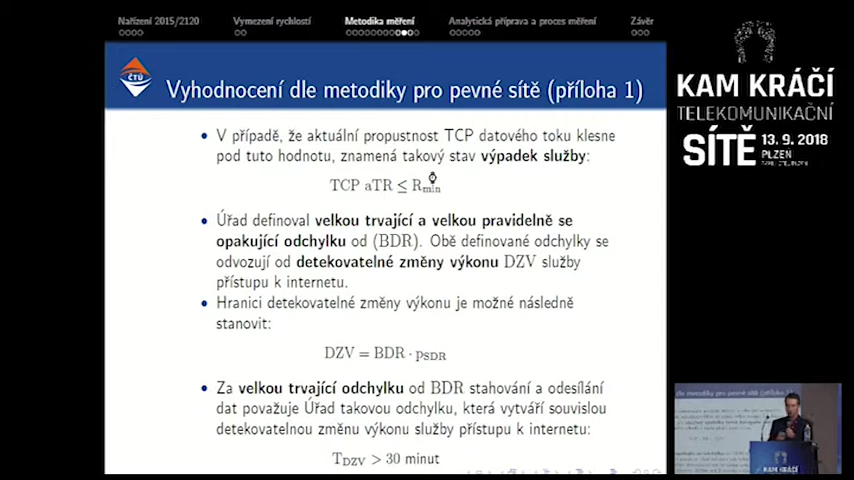 Nařízení 2015/2120 Vymezení rychlostí Metodika měření Analytická příprava a proces měření Závěr
ČTÚ
Vyhodnocení dle metodiky pro pevné sítě (příloha 1)
• V případě, že aktuální propustnost TCP datového toku klesne
pod tuto hodnotu, znamená takový stav výpadek služby:
TCP aTR ≤ Rmin
• Úřad definoval velkou trvající a velkou pravidelně se
opakující odchylku od (BDR). Obě definované odchylky se
odvozují od detekovatelné změny výkonu DZV služby
přístupu k internetu.
• Hranici detekovatelné změny výkonu je možné následně
stanovit:
DZV = BDR · pSDR
• Za velkou trvající odchylku od BDR stahování a odesílání
dat považuje Úřad takovou odchylku, která vytváří souvislou
detekovatelnou změnu výkonu služby přístupu k internetu:
TDZV > 30 minut
KAM KRÁČÍ
TELEKOMUNIKAČNÍ
SÍTĚ 13. 9. 2018
PLZEŇ
ZATÍŠÍ
KAM KRÁČÍ